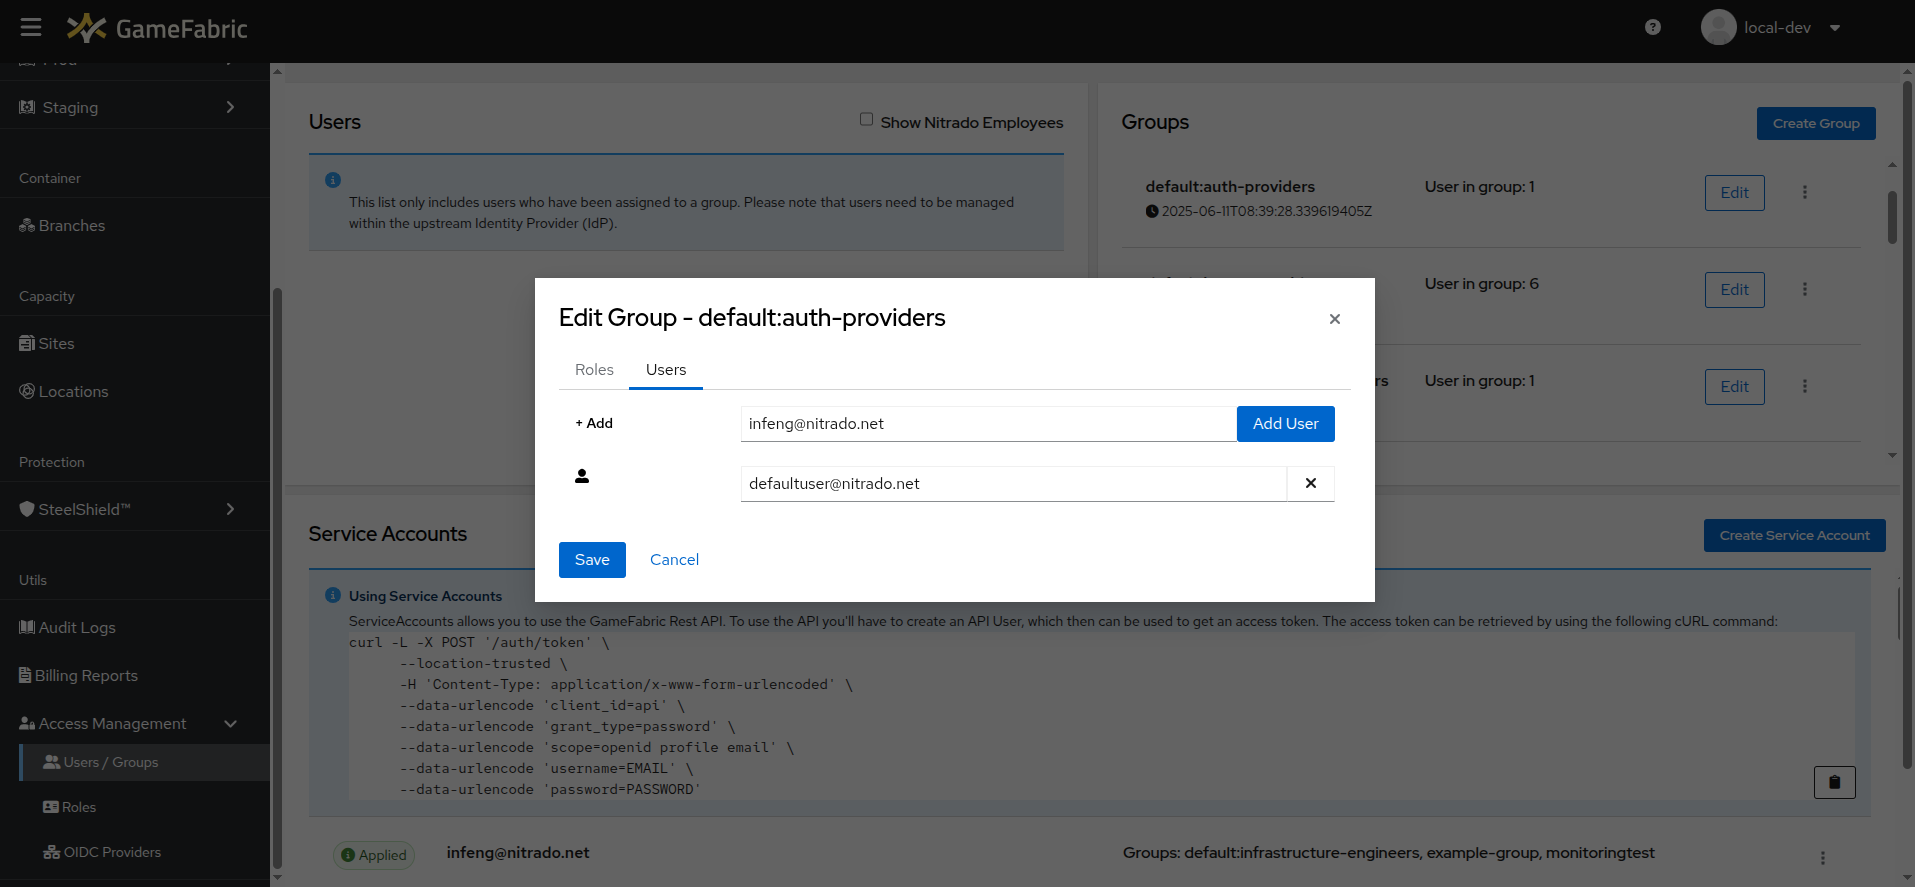 GameFabric
local-dev
Staging
Container
Branches
Capacity
Sites
Locations
Protection
SteelShield™
Utils
Audit Logs
Billing Reports
Access Management
Users / Groups
Roles
OIDC Providers
Users
Show Nitrado Employees
This list only includes users who have been assigned to a group. Please note that users need to be managed
within the upstream Identity Provider (IdP).
Groups
Create Group
default:auth-providers
User in group: 1
Edit
2025-06-11T08:39:28.339619405Z
User in group: 6
Edit
User in group: 1
Edit
Edit Group - default:auth-providers
Roles
Users
+ Add
infeng@nitrado.net
Add User
defaultuser@nitrado.net
Save
Cancel
Service Accounts
Create Service Account
Using Service Accounts
ServiceAccounts allows you to use the GameFabric Rest API. To use the API you'll have to create an API User, which then can be used to get an access token. The access token can be retrieved by using the following cURL command:
curl -L -X POST '/auth/token' \
--location-trusted \
-H 'Content-Type: application/x-www-form-urlencoded' \
--data-urlencode 'client_id=api' \
--data-urlencode 'grant_type=password' \
--data-urlencode 'scope=openid profile email' \
--data-urlencode 'username=EMAIL' \
--data-urlencode 'password=PASSWORD'
Applied
infeng@nitrado.net
Groups: default:infrastructure-engineers, example-group, monitoringtest